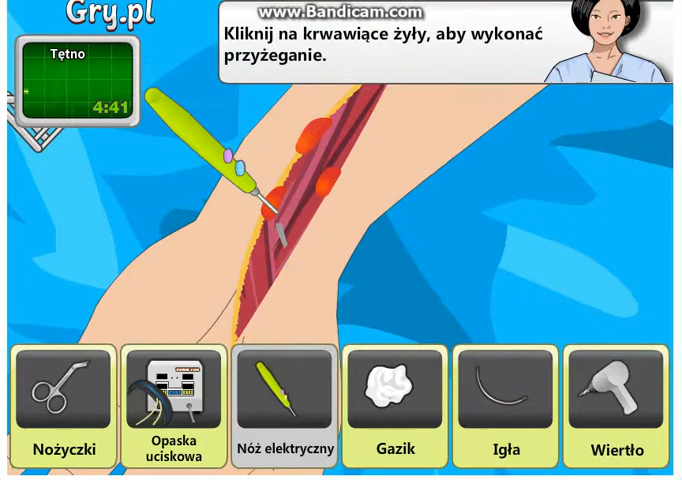 www.Bandicam.com
Gry.pl
Kliknij na krwawiące żyły, aby wykonać
przyżeganie.
Tętno
4:41
Nożyczki
Opaska
uciskowa
Nóż elektryczny
Gazik
Igła
Wiertło